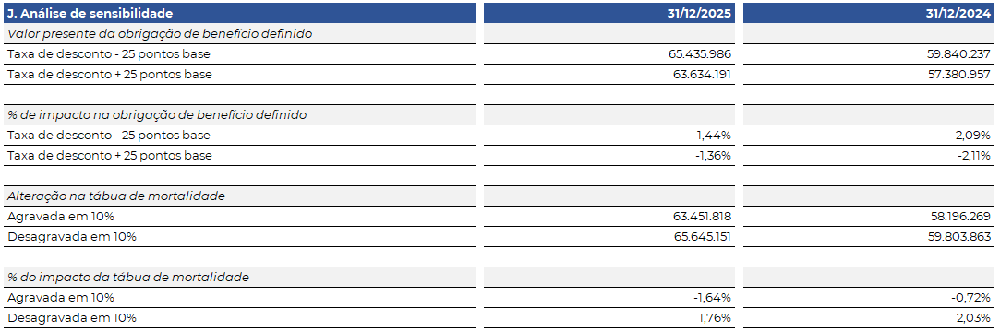 J. Análise de sensibilidade 31/12/2025 31/12/2024
Valor presente da obrigação de benefício definido
Taxa de desconto - 25 pontos base 65.435.986 59.840.237
Taxa de desconto + 25 pontos base 63.634.191 57.380.957
% de impacto na obrigação de benefício definido
Taxa de desconto - 25 pontos base 1,44% 2,09%
Taxa de desconto + 25 pontos base -1,36% -2,11%
Alteração na tábua de mortalidade
Agravada em 10% 63.451.818 58.196.269
Desagravada em 10% 65.645.151 59.803.863
% do impacto da tábua de mortalidade
Agravada em 10% -1,64% -0,72%
Desagravada em 10% 1,76% 2,03%